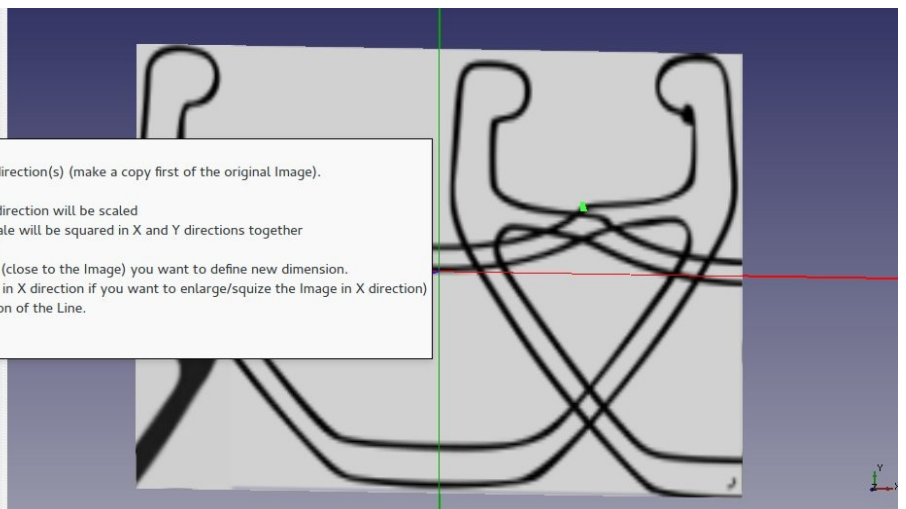 irection(s) (make a copy first of the original Image).
direction will be scaled
ale will be squared in X and Y directions together
(close to the Image) you want to define new dimension.
in X direction if you want to enlarge/squize the Image in X direction)
on of the Line.
Y
Z X